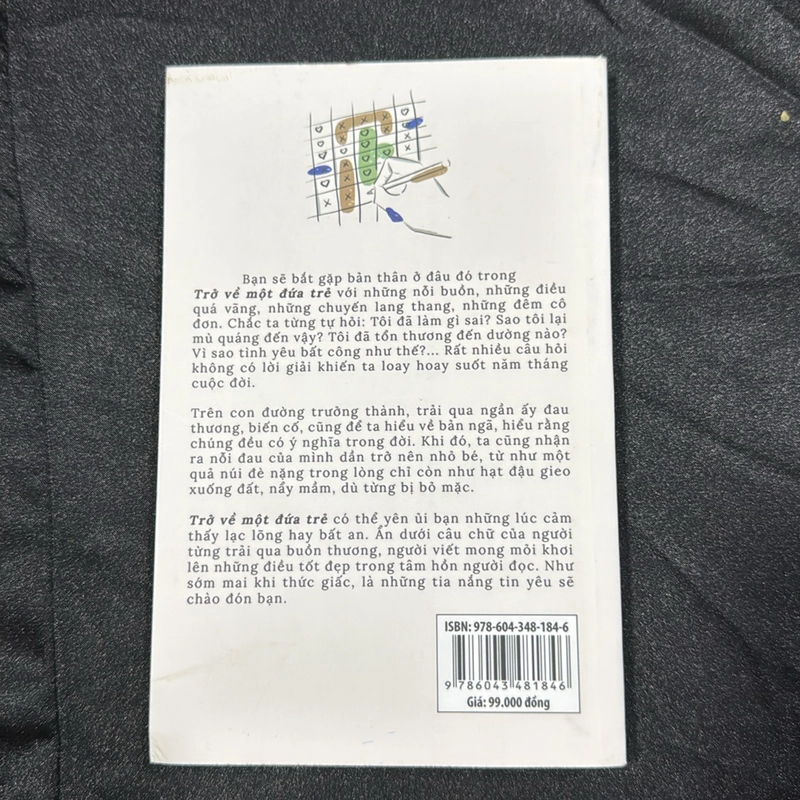 Bạn sẽ bắt gặp bản thân ở đâu đó trong
Trở về một đứa trẻ với những nỗi buồn, những điều
quá vãng, những chuyến lang thang, những đêm cô
đơn. Chắc ta từng tự hỏi: Tôi đã làm gì sai? Sao tôi lại
mù quáng đến vậy? Tôi đã tổn thương đến dường nào?
Vì sao tình yêu bất công như thế?... Rất nhiều câu hỏi
không có lời giải khiến ta loay hoay suốt năm tháng
cuộc đời.
Trên con đường trưởng thành, trải qua ngần ấy đau
thương, biến cố, cũng để ta hiểu về bản ngã, hiểu rằng
chúng đều có ý nghĩa trong đời. Khi đó, ta cũng nhận
ra nỗi đau của mình dần trở nên nhỏ bé, từ như một
quả núi đè nặng trong lòng chỉ còn như hạt đậu gieo
xuống đất, nẩy mầm, dù từng bị bỏ mặc.
Trở về một đứa trẻ có thể yên ủi bạn những lúc cảm
thấy lạc lõng hay bất an. Ẩn dưới câu chữ của người
từng trải qua buồn thương, người viết mong mỏi khơi
lên những điều tốt đẹp trong tâm hồn người đọc. Như
sớm mai khi thức giấc, là những tia nắng tin yêu sẽ
chào đón bạn.
ISBN: 978-604-348-184-6
9 786043 481846
Giá: 99.000 đồng